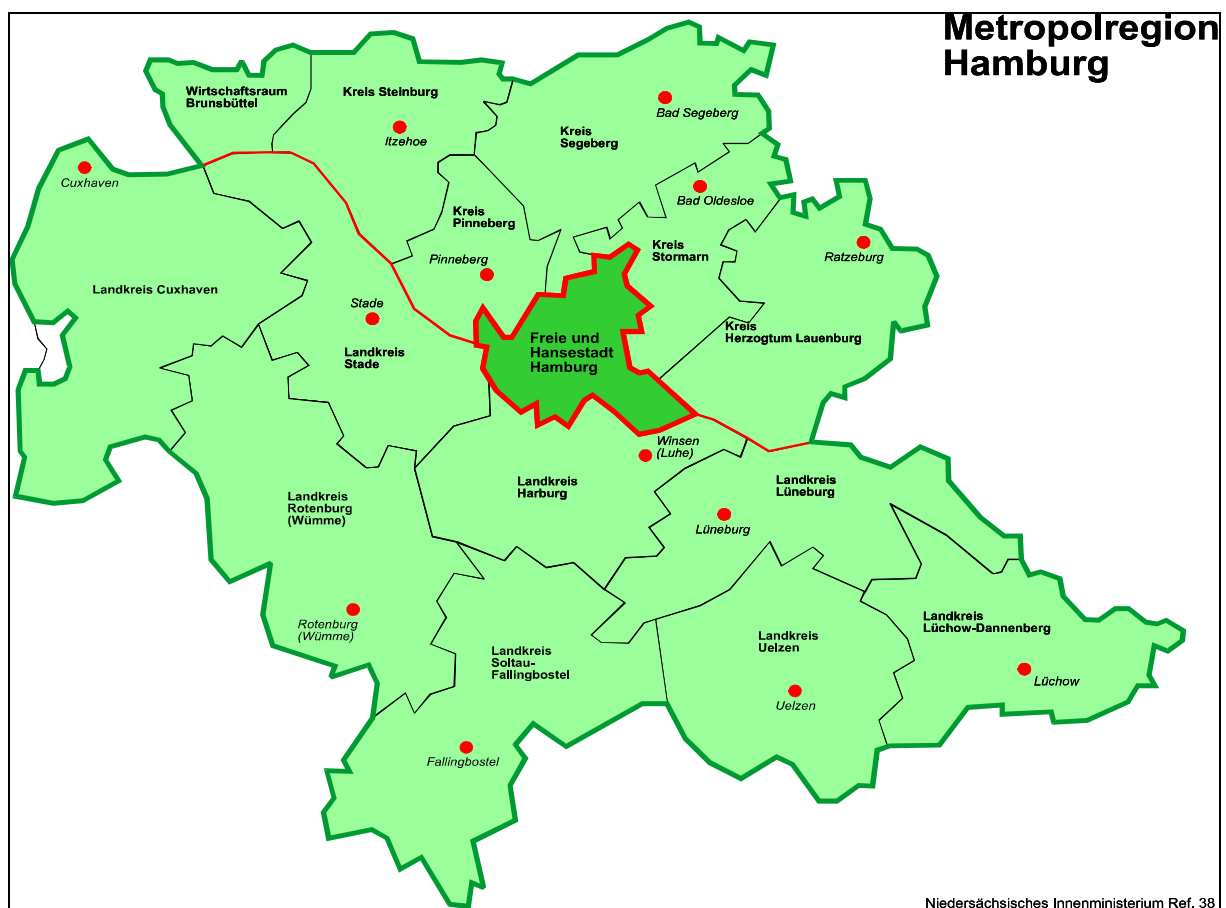 Metropolregion
Hamburg
Wirtschaftsraum
Brunsbüttel
Kreis Steinburg
Itzehoe
Kreis
Segeberg
Bad Segeberg
Cuxhaven
Bad Oldesloe
Kreis
Pinneberg
Pinneberg
Kreis
Stormarn
Ratzeburg
Landkreis Cuxhaven
Stade
Landkreis
Stade
Freie und
Hansestadt
Hamburg
Kreis
Herzogtum Lauenburg
Winsen
(Luhe)
Landkreis
Harburg
Landkreis
Lüneburg
Lüneburg
Landkreis
Rotenburg
(Wümme)
Rotenburg
(Wümme)
Landkreis
Soltau-
Fallingbostel
Fallingbostel
Landkreis
Uelzen
Uelzen
Landkreis
Lüchow-Dannenberg
Lüchow
Niedersächsisches Innenministerium Ref. 38